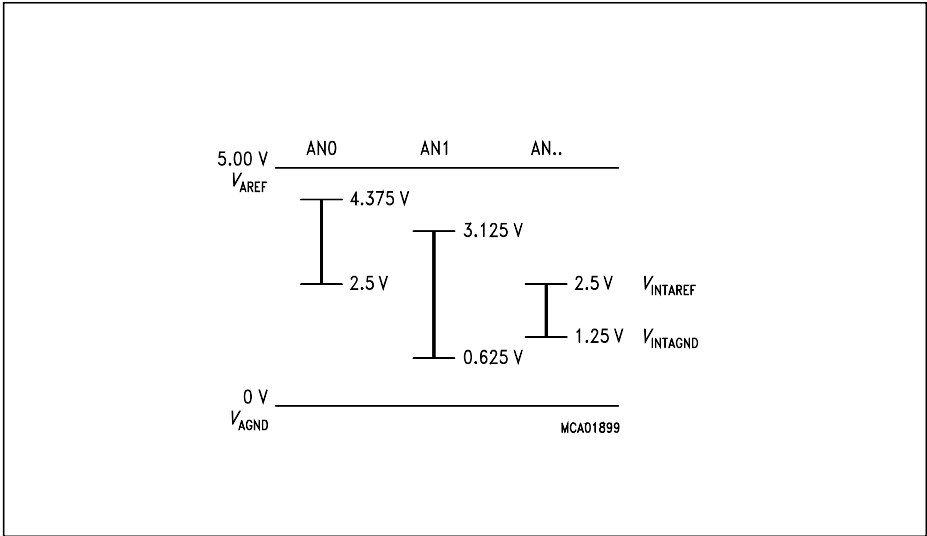 AN0 AN1 AN..
5.00 V
VAREF
4.375 V
3.125 V
2.5 V 2.5 V VINTAREF
1.25 V VINTAGND
0.625 V
0 V
VAGND
MCA01899